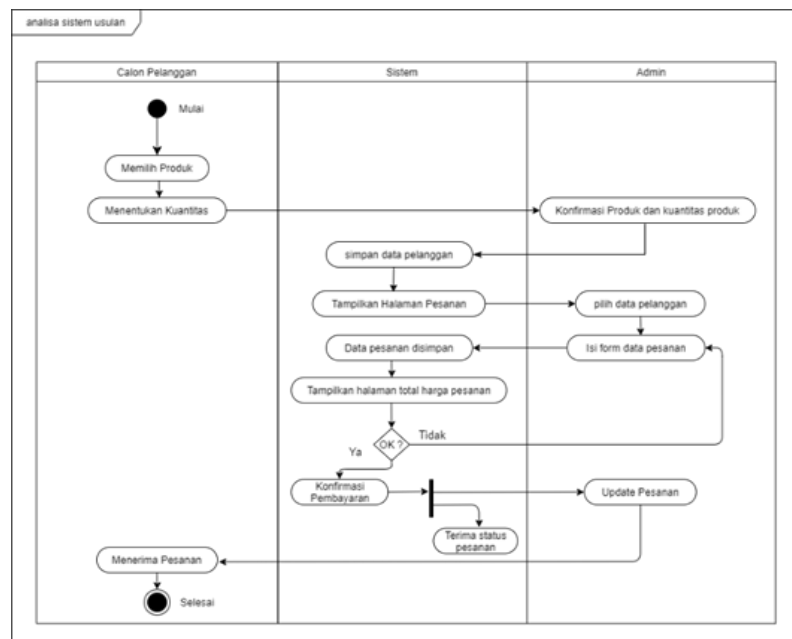 analisa sistem usulan
Calon Pelanggan
Sistem
Admin
Mulai
Memilih Produk
Menentukan Kuantitas
Konfirmasi Produk dan kuantitas produk
simpan data pelanggan
Tampilkan Halaman Pesanan
pilih data pelanggan
Data pesanan disimpan
Isi form data pesanan
Tampilkan halaman total harga pesanan
OK ?
Tidak
Ya
Konfirmasi
Pembayaran
Update Pesanan
Terima status
pesanan
Menerima Pesanan
Selesai